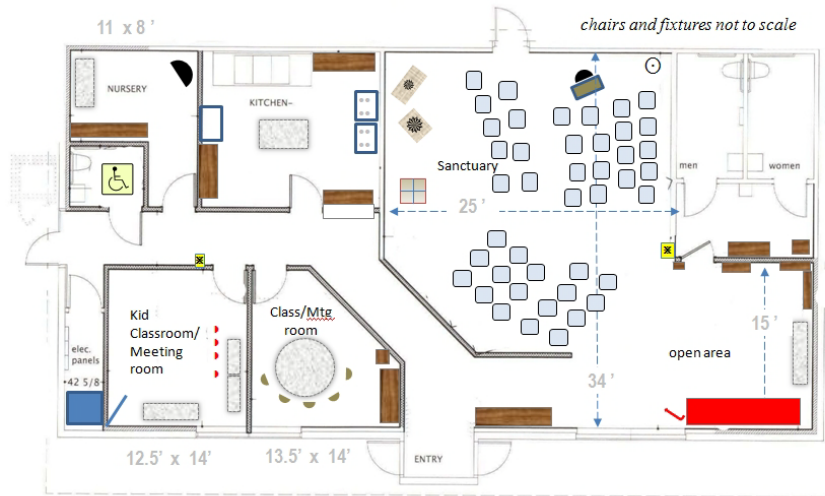 11 x 8 ’
chairs and fixtures not to scale
NURSERY
KITCHEN~
Sanctuary
men
women
25 ’
Kid
Classroom/
Meeting
room
Class/Mtg
room
elec.
panels
42 5/8
15 ’
open area
34 ’
12.5’ x 14’
13.5’ x 14’
ENTRY